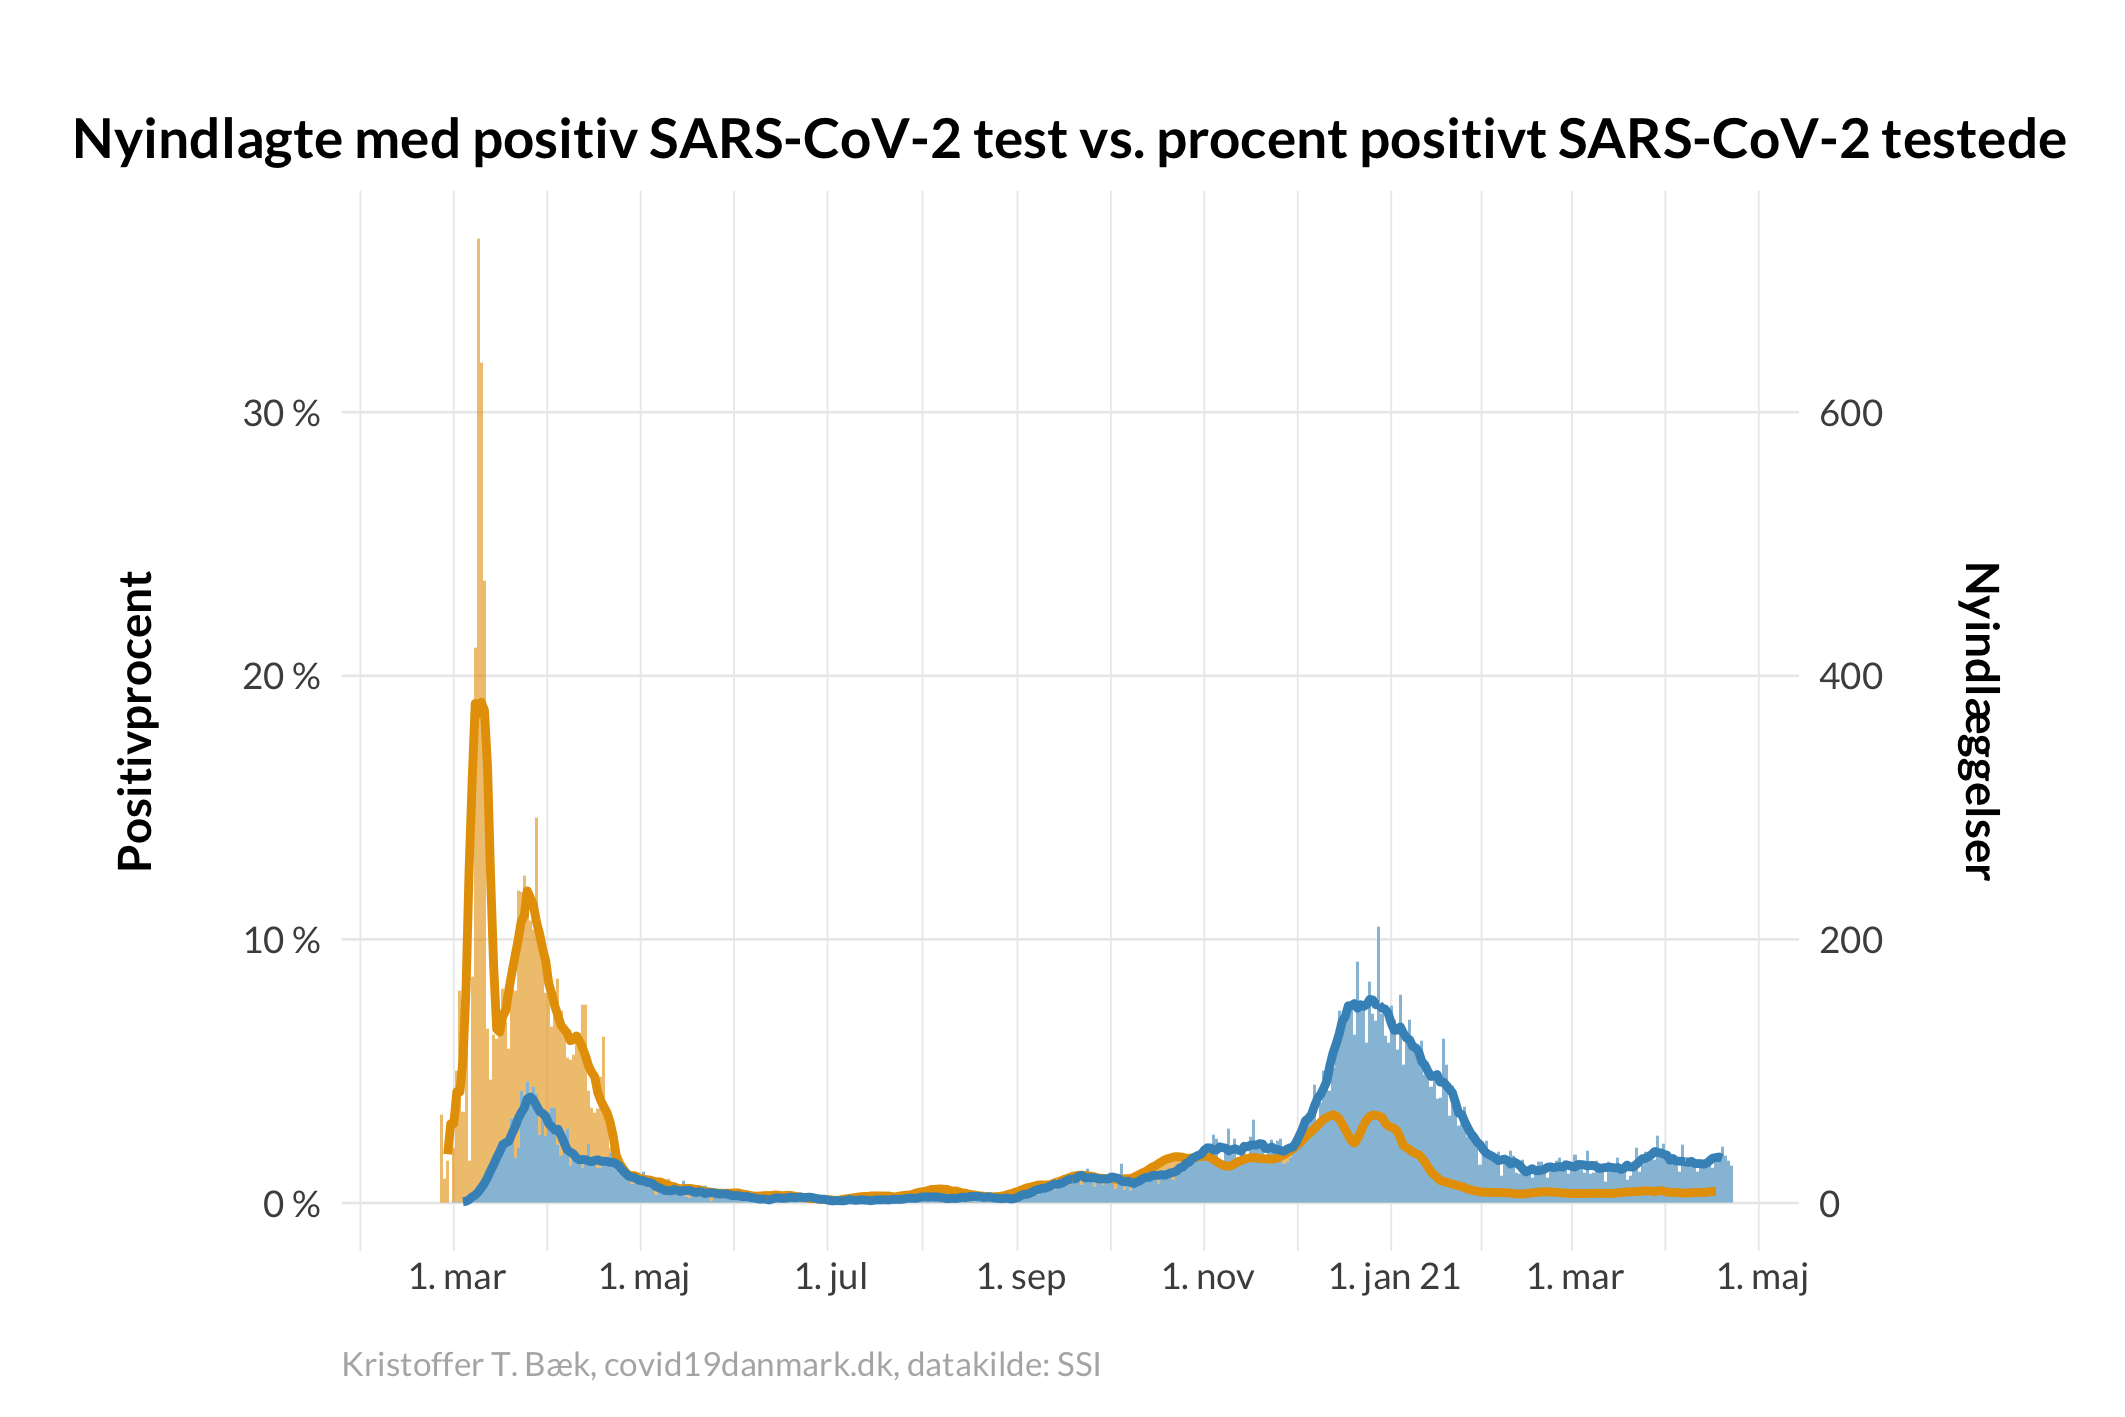 Nyindlagte med positiv SARS-CoV-2 test vs. procent positivt SARS-CoV-2 testede
Positivprocent
30 %
20 %
10 %
0 %
600
400
200
0
Nyindlæggelser
1. mar
1. maj
1. jul
1. sep
1. nov
1. jan 21
1. mar
1. maj
Kristoffer T. Bæk, covid19danmark.dk, datakilde: SSI